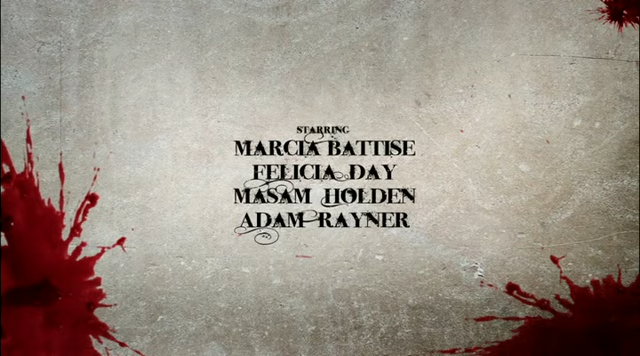 STARRING
MARCIA BATTISE
FELICIA DAY
MASAM HOLDEN
ADAM RAYNER